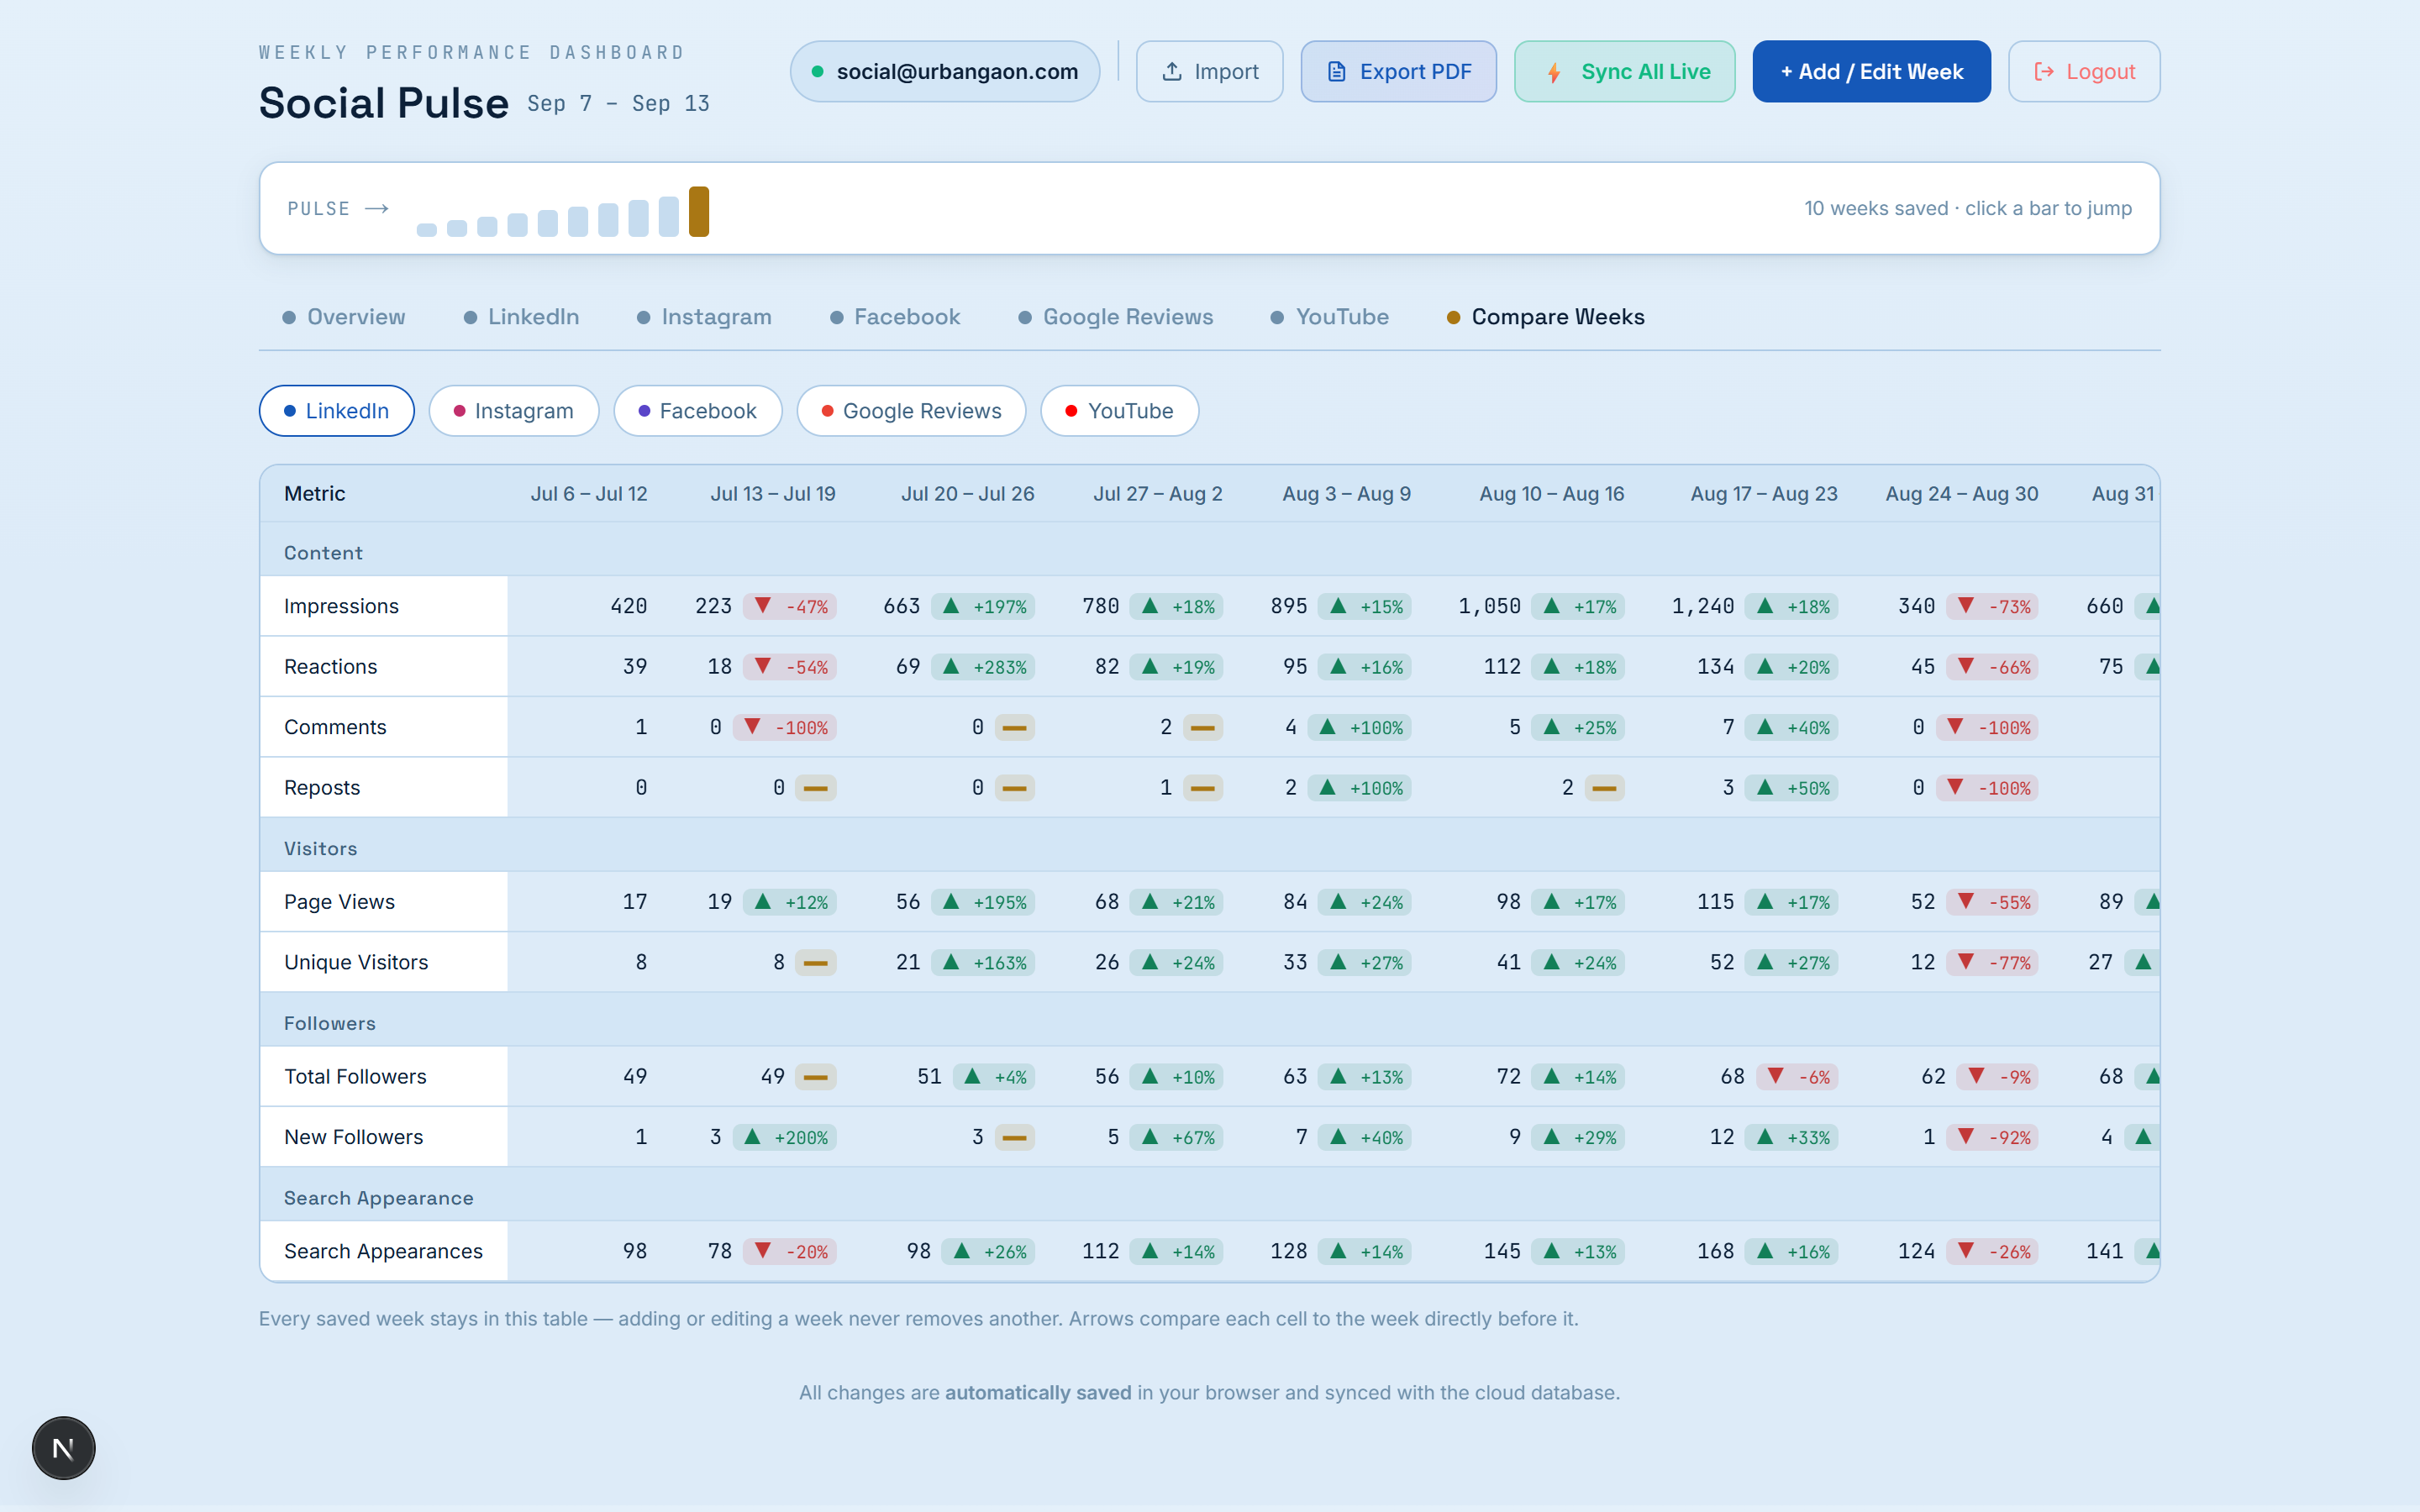 WEEKLY PERFORMANCE DASHBOARD
Social Pulse Sep 7 – Sep 13
social@urbangaon.com
Import
Export PDF
Sync All Live
+ Add / Edit Week
Logout
PULSE →
10 weeks saved · click a bar to jump
Overview LinkedIn Instagram Facebook Google Reviews YouTube Compare Weeks
LinkedIn Instagram Facebook Google Reviews YouTube
Metric Jul 6 – Jul 12 Jul 13 – Jul 19 Jul 20 – Jul 26 Jul 27 – Aug 2 Aug 3 – Aug 9 Aug 10 – Aug 16 Aug 17 – Aug 23 Aug 24 – Aug 30 Aug 31
Content
Impressions 420 223 ▼ -47% 663 ▲ +197% 780 ▲ +18% 895 ▲ +15% 1,050 ▲ +17% 1,240 ▲ +18% 340 ▼ -73% 660 ▲
Reactions 39 18 ▼ -54% 69 ▲ +283% 82 ▲ +19% 95 ▲ +16% 112 ▲ +18% 134 ▲ +20% 45 ▼ -66% 75 ▲
Comments 1 0 ▼ -100% 0 — 2 — 4 ▲ +100% 5 ▲ +25% 7 ▲ +40% 0 ▼ -100%
Reposts 0 0 — 0 — 1 — 2 ▲ +100% 2 — 3 ▲ +50% 0 ▼ -100%
Visitors
Page Views 17 19 ▲ +12% 56 ▲ +195% 68 ▲ +21% 84 ▲ +24% 98 ▲ +17% 115 ▲ +17% 52 ▼ -55% 89 ▲
Unique Visitors 8 8 — 21 ▲ +163% 26 ▲ +24% 33 ▲ +27% 41 ▲ +24% 52 ▲ +27% 12 ▼ -77% 27 ▲
Followers
Total Followers 49 49 — 51 ▲ +4% 56 ▲ +10% 63 ▲ +13% 72 ▲ +14% 68 ▼ -6% 62 ▼ -9% 68 ▲
New Followers 1 3 ▲ +200% 3 — 5 ▲ +67% 7 ▲ +40% 9 ▲ +29% 12 ▲ +33% 1 ▼ -92% 4 ▲
Search Appearance
Search Appearances 98 78 ▼ -20% 98 ▲ +26% 112 ▲ +14% 128 ▲ +14% 145 ▲ +13% 168 ▲ +16% 124 ▼ -26% 141 ▲
Every saved week stays in this table — adding or editing a week never removes another. Arrows compare each cell to the week directly before it.
All changes are automatically saved in your browser and synced with the cloud database.
N